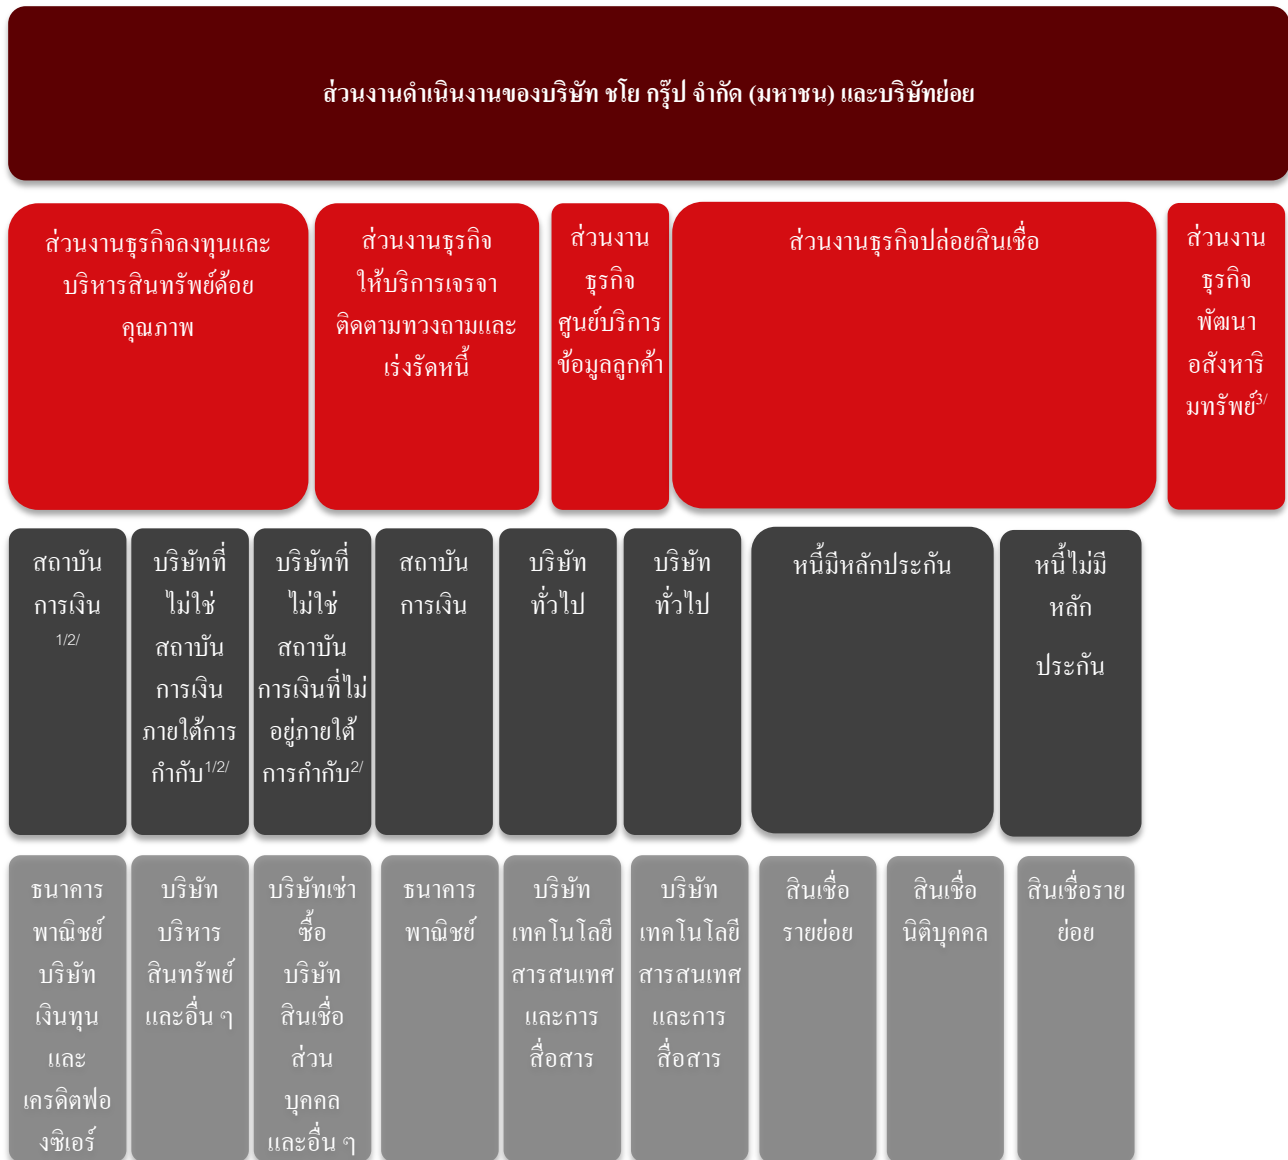 ส่วนงานดำเนินงานของบริษัท ชโย กรุ๊ป จำกัด (มหาชน) และบริษัทย่อย
ส่วนงานธุรกิจลงทุนและ
บริหารสินทรัพย์ด้อย
คุณภาพ
ส่วนงานธุรกิจ
ให้บริการเจรจา
ติดตามทวงถามและ
เร่งรัดหนี้
ส่วนงาน
ธุรกิจ
ศูนย์บริการ
ข้อมูลลูกค้า
ส่วนงานธุรกิจปล่อยสินเชื่อ
ส่วนงาน
ธุรกิจ
พัฒนา
อสังหาริ
มทรัพย์3/
สถาบัน
การเงิน
1/2/
บริษัทที่
ไม่ใช่
สถาบัน
การเงิน
ภายใต้การ
กำกับ1/2/
บริษัทที่
ไม่ใช่
สถาบัน
การเงินที่ไม่
อยู่ภายใต้
การกำกับ2/
สถาบัน
การเงิน
บริษัท
ทั่วไป
บริษัท
ทั่วไป
หนี้มีหลักประกัน
หนี้ไม่มี
หลัก
ประกัน
ธนาคาร
พาณิชย์
บริษัท
เงินทุน
และ
เครดิตฟอ
งซิเอร์
บริษัท
บริหาร
สินทรัพย์
และอื่น ๆ
บริษัทเช่า
ซื้อ
บริษัท
สินเชื่อ
ส่วน
บุคคล
และอื่น ๆ
ธนาคาร
พาณิชย์
บริษัท
เทคโนโลยี
สารสนเทศ
และการ
สื่อสาร
บริษัท
เทคโนโลยี
สารสนเทศ
และการ
สื่อสาร
สินเชื่อ
รายย่อย
สินเชื่อ
นิติบุคคล
สินเชื่อราย
ย่อย